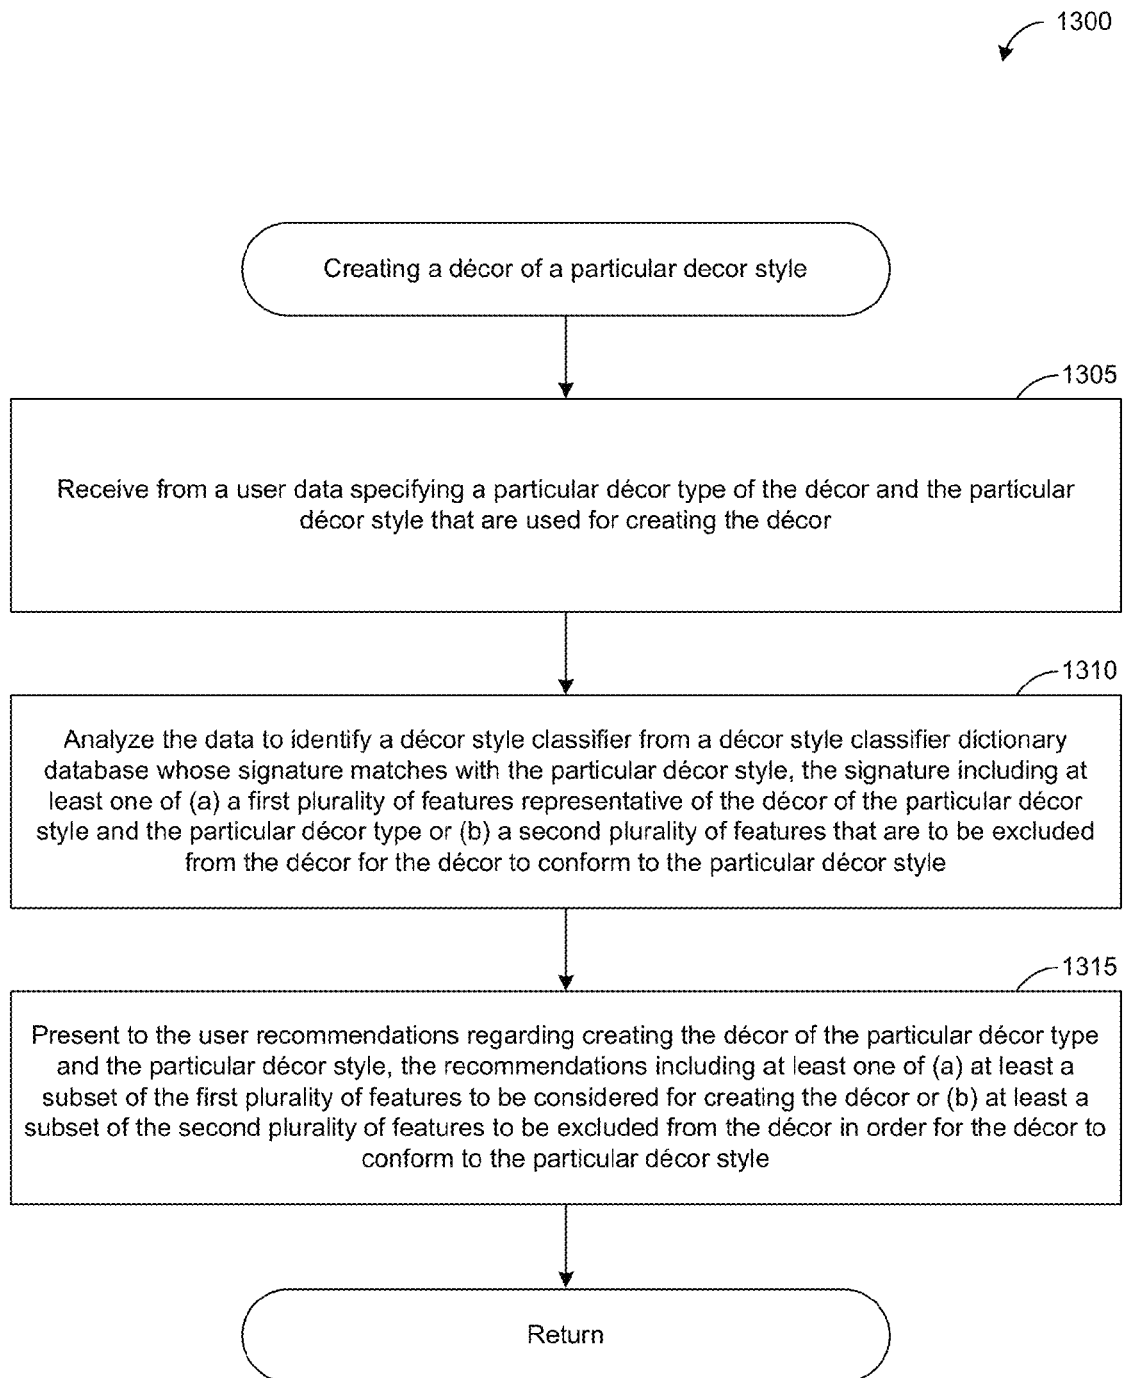 1300
Creating a décor of a particular decor style
1305
Receive from a user data specifying a particular décor type of the décor and the particular
décor style that are used for creating the décor
1310
Analyze the data to identify a décor style classifier from a décor style classifier dictionary
database whose signature matches with the particular décor style, the signature including at
least one of (a) a first plurality of features representative of the décor of the particular décor
style and the particular décor type or (b) a second plurality of features that are to be excluded
from the décor for the décor to conform to the particular décor style
1315
Present to the user recommendations regarding creating the décor of the particular décor type
and the particular décor style, the recommendations including at least one of (a) at least a
subset of the first plurality of features to be considered for creating the décor or (b) at least a
subset of the second plurality of features to be excluded from the décor in order for the décor to
conform to the particular décor style
Return